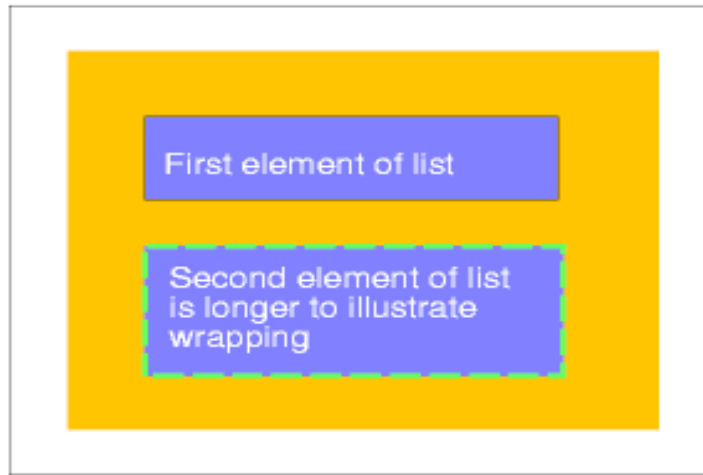 First element of list
Second element of list
is longer to illustrate
wrapping